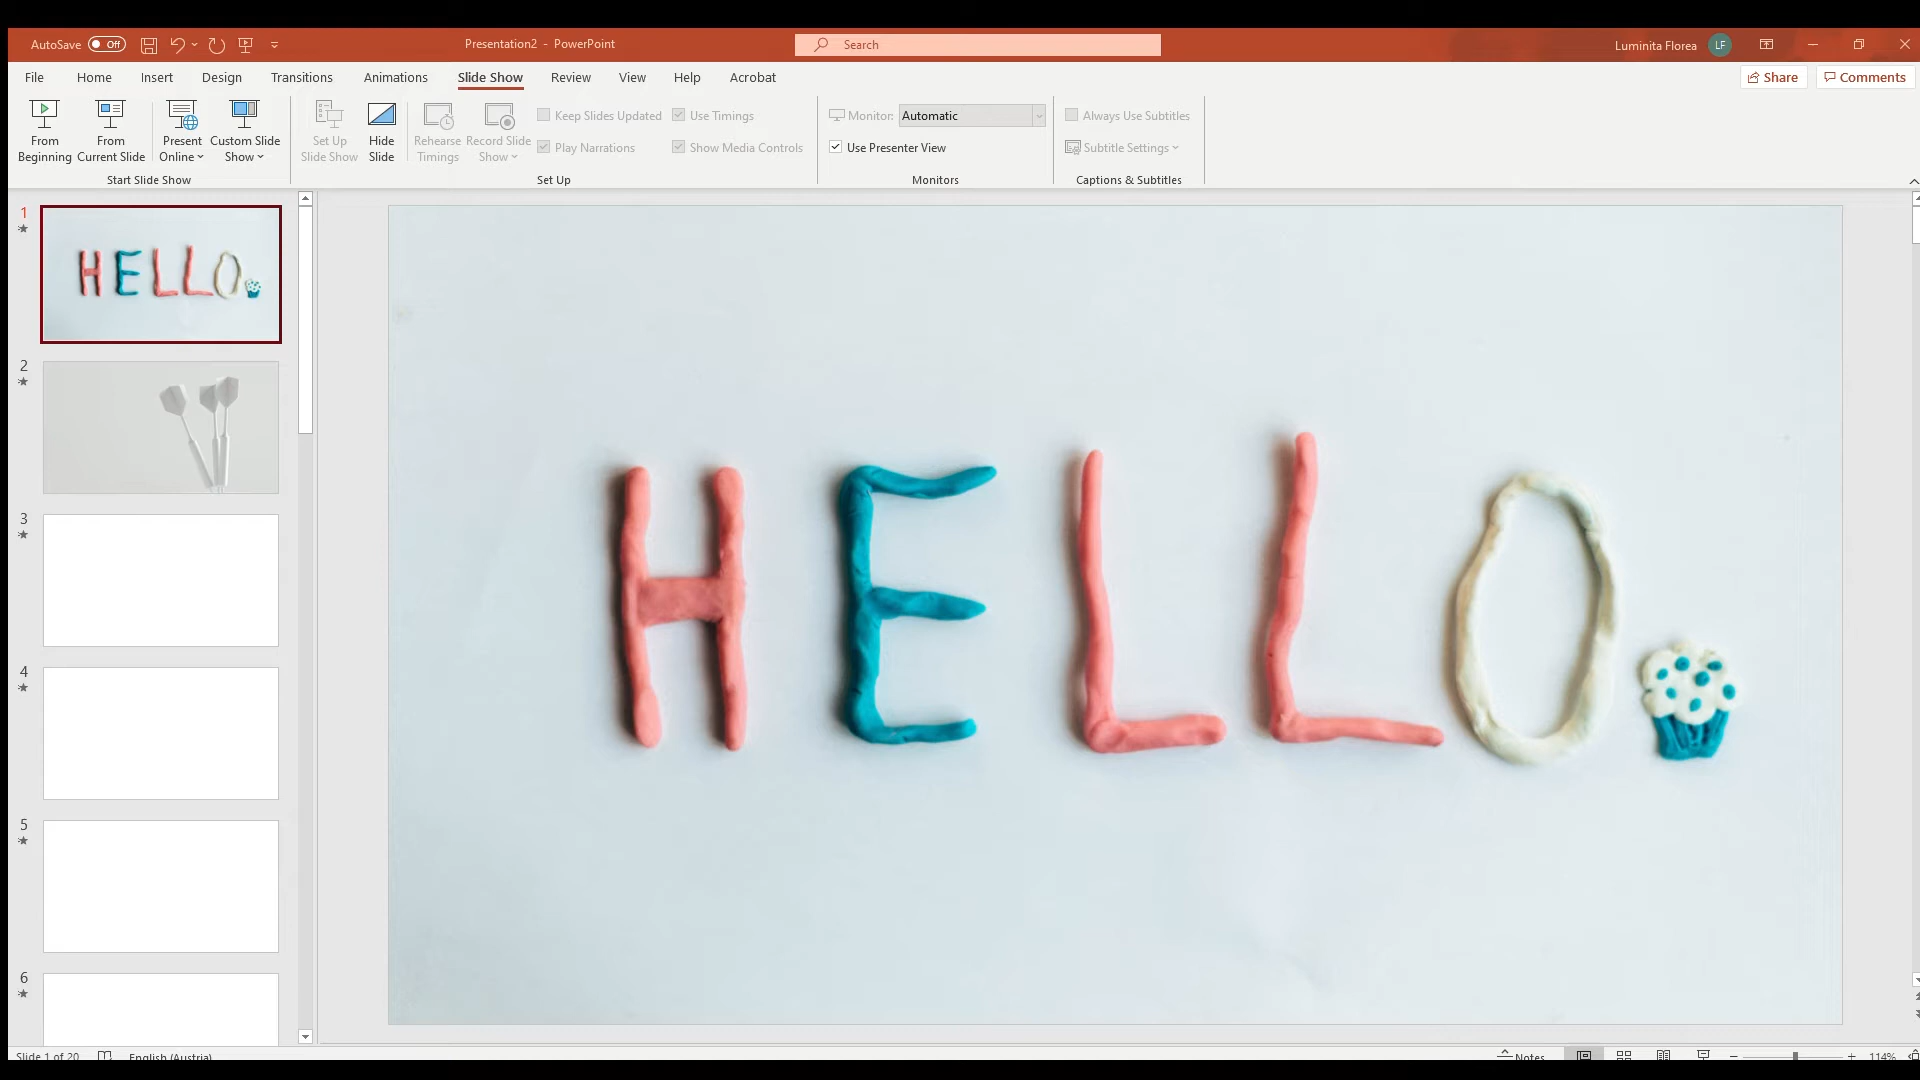 AutoSave Off
Presentation2 - PowerPoint
Search
Luminita Florea LF
File Home Insert Design Transitions Animations Slide Show Review View Help Acrobat
Share Comments
From Beginning
From Current Slide
Present Online
Custom Slide Show
Start Slide Show
Set Up Slide Show
Hide Slide
Rehearse Timings
Record Slide Show
Keep Slides Updated
Play Narrations
Use Timings
Show Media Controls
Set Up
Monitor: Automatic
Use Presenter View
Monitors
Always Use Subtitles
Subtitle Settings
Captions & Subtitles
1
HELLO
2
3
4
5
6
HELLO
Slide 1 of 20 English (Austria) Notes 114%